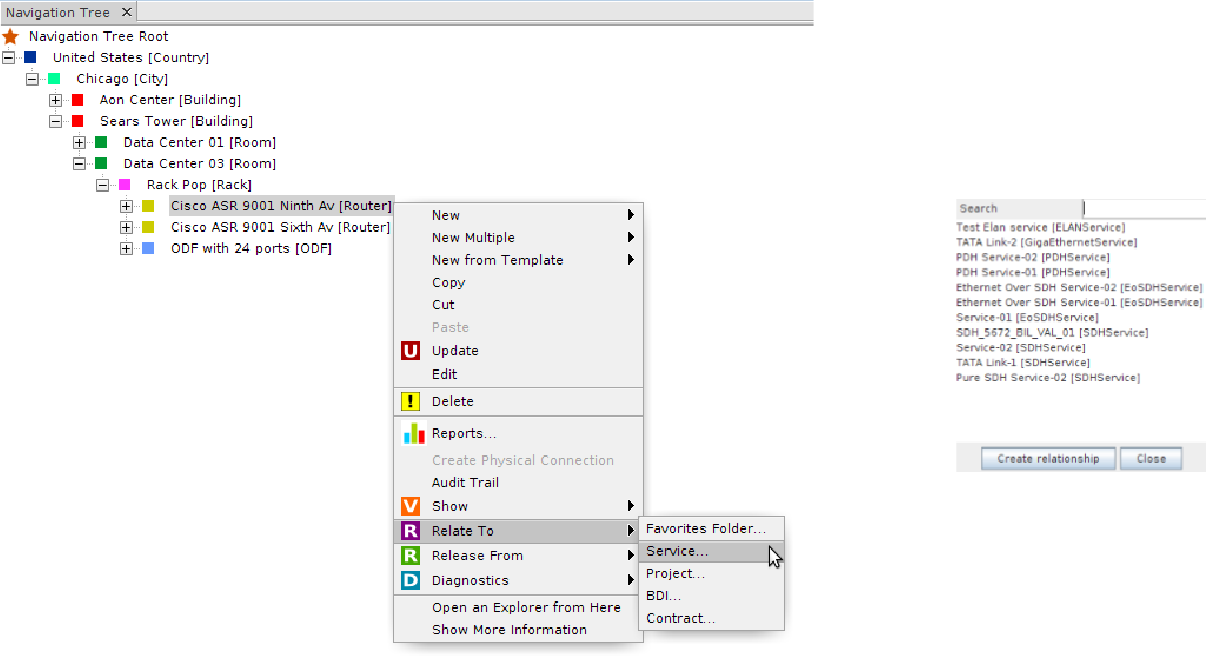 Navigation Tree X
Navigation Tree Root
United States [Country]
Chicago [City]
Aon Center [Building]
Sears Tower [Building]
Data Center 01 [Room]
Data Center 03 [Room]
Rack Pop [Rack]
Cisco ASR 9001 Ninth Av [Router]
Cisco ASR 9001 Sixth Av [Router]
ODF with 24 ports [ODF]
New
New Multiple
New from Template
Copy
Cut
Paste
U Update
Edit
! Delete
Reports...
Create Physical Connection
Audit Trail
V Show
R Relate To
R Release From
D Diagnostics
Open an Explorer from Here
Show More Information
Favorites Folder...
Service...
Project...
BDI...
Contract...
Search
Test Elan service [ELANService]
TATA Link-2 [GigaEthernetService]
PDH Service-02 [PDHService]
PDH Service-01 [PDHService]
Ethernet Over SDH Service-02 [EoSDHService]
Ethernet Over SDH Service-01 [EoSDHService]
Service-01 [EoSDHService]
SDH_5672_BIL_VAL_01 [SDHService]
Service-02 [SDHService]
TATA Link-1 [SDHService]
Pure SDH Service-02 [SDHService]
Create relationship Close